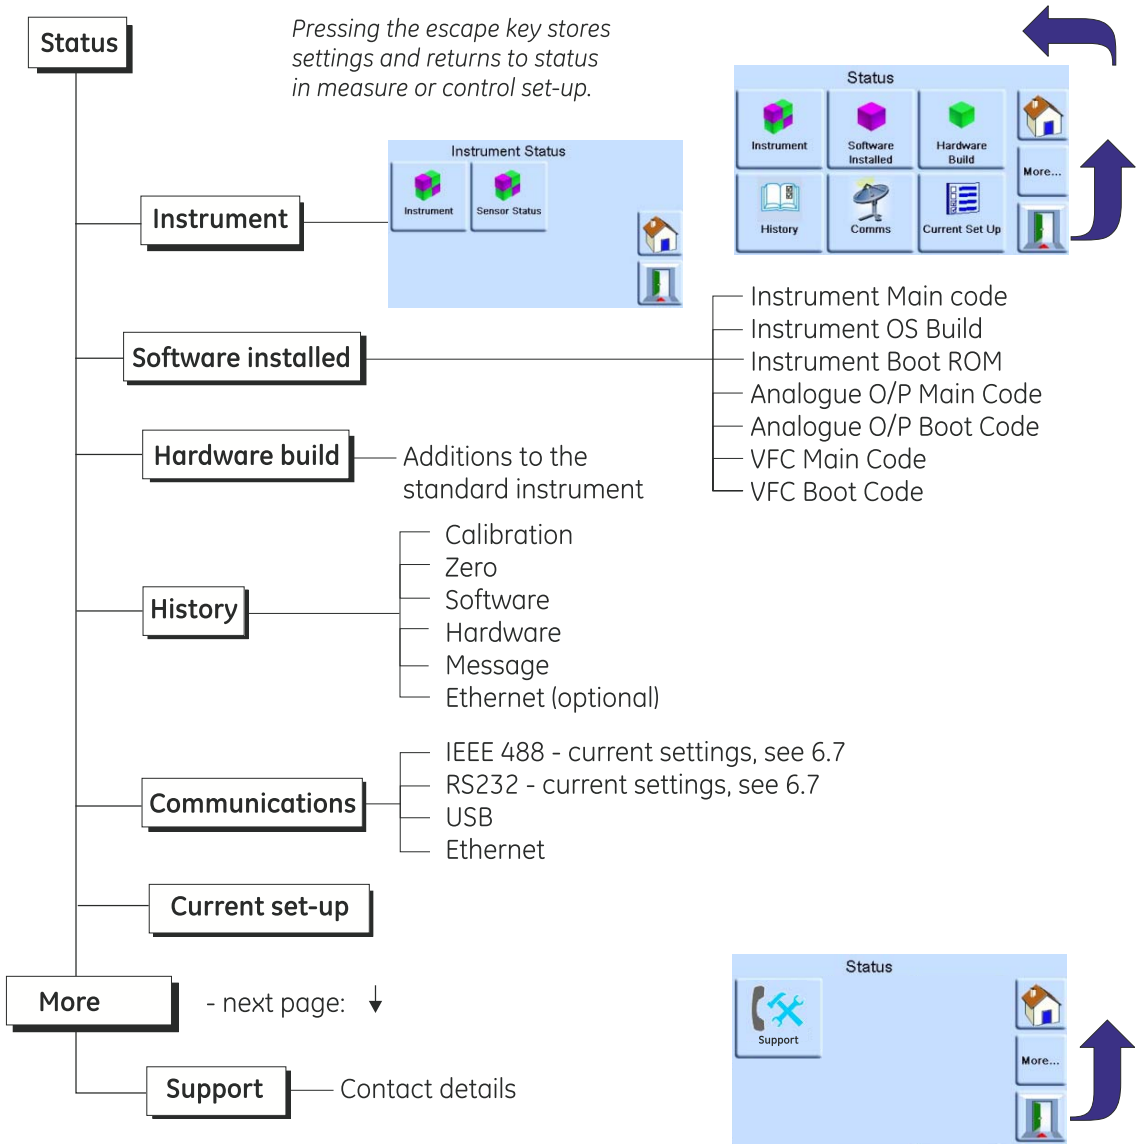 Status
Pressing the escape key stores
settings and returns to status
in measure or control set-up.
Status
Instrument
Software
Installed
Hardware
Build
More...
History
Comms
Current Set Up
Instrument Status
Instrument
Sensor Status
Instrument
Software installed
Instrument Main code
Instrument OS Build
Instrument Boot ROM
Analogue O/P Main Code
Analogue O/P Boot Code
VFC Main Code
VFC Boot Code
Hardware build
Additions to the
standard instrument
History
Calibration
Zero
Software
Hardware
Message
Ethernet (optional)
Communications
IEEE 488 - current settings, see 6.7
RS232 - current settings, see 6.7
USB
Ethernet
Current set-up
More
- next page:
Status
Support
More...
Support
Contact details